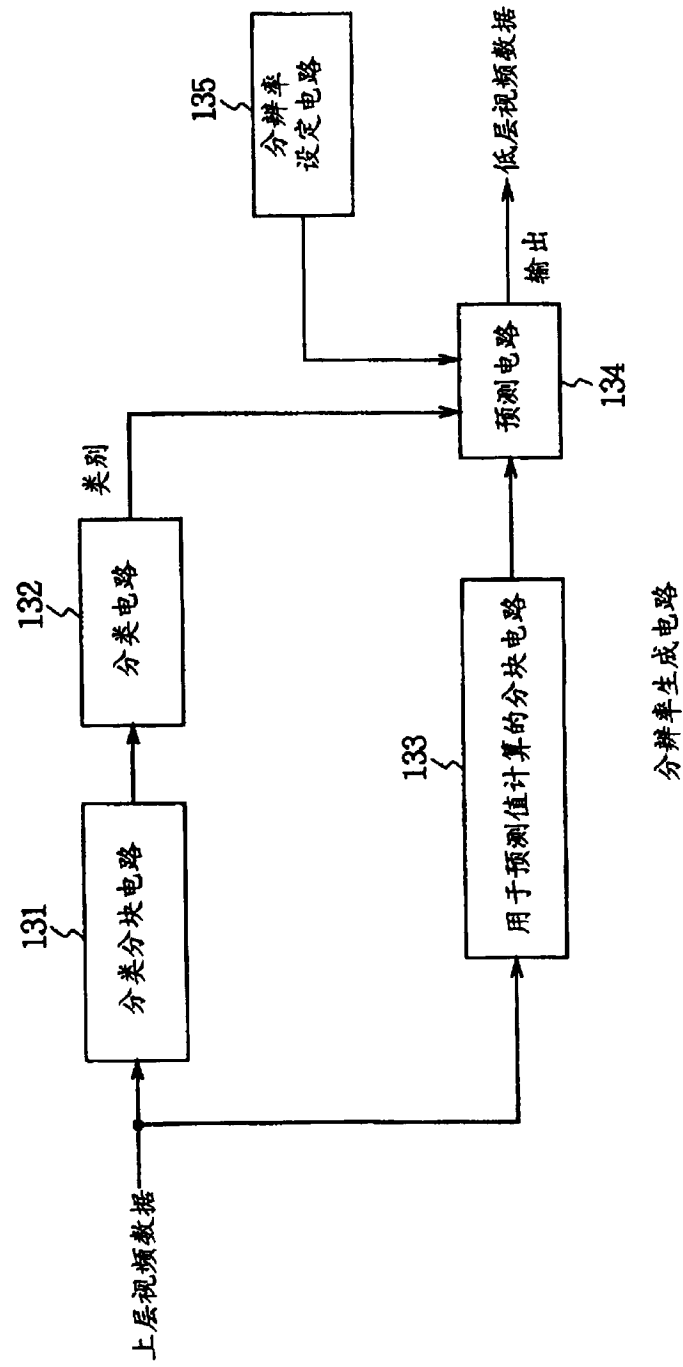 上层视频数据
131
分类分块电路
132
分类电路
类别
135
分辨率
设定电路
133
用于预测值计算的分块电路
预测电路
134
输出
低层视频数据
分辨率生成电路